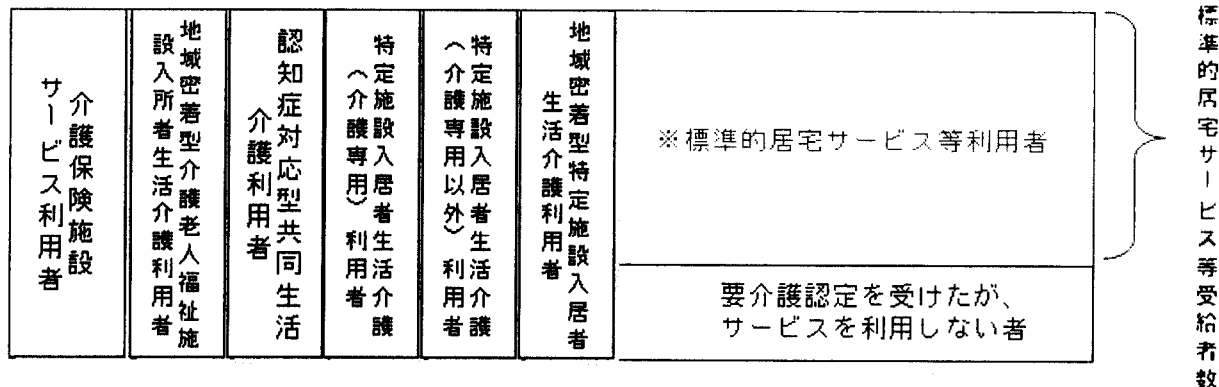 介護保険施設
サービス利用者
地域密着型介護老人福祉施
設入所者生活介護利用者
認知症対応型共同生活
介護利用者
特定施設入居者生活介護
(介護専用)利用者
特定施設入居者生活介護
(介護専用以外)利用者
地域密着型特定施設入居者
生活介護利用者
※標準的居宅サービス等利用者
要介護認定を受けたが、
サービスを利用しない者
標準的居宅サービス等受給者数